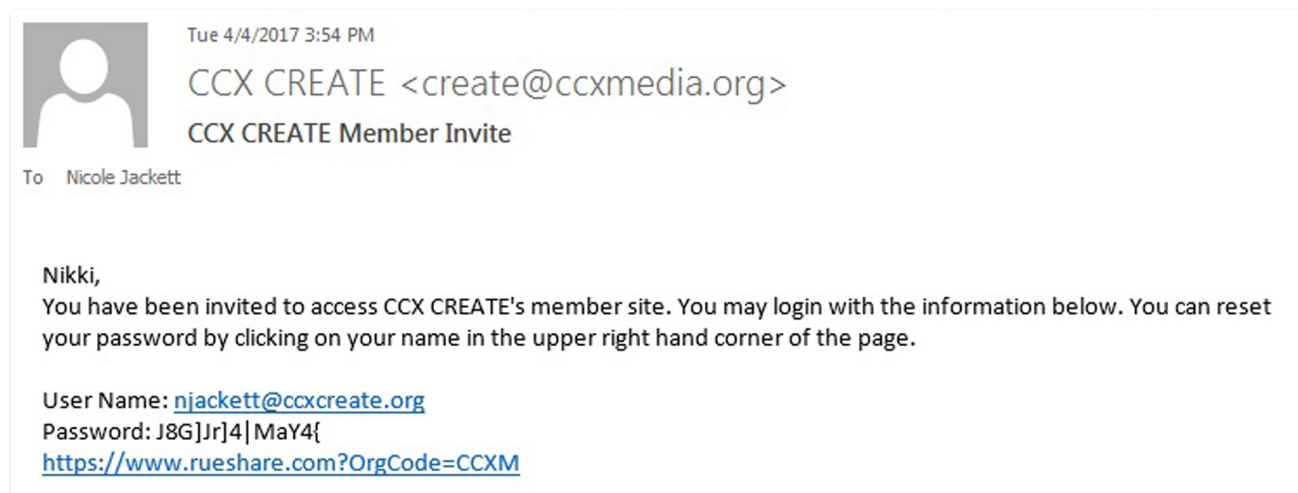 Tue 4/4/2017 3:54 PM
CCX CREATE <create@ccxmedia.org>
CCX CREATE Member Invite
To Nicole Jackett
Nikki,
You have been invited to access CCX CREATE's member site. You may login with the information below. You can reset
your password by clicking on your name in the upper right hand corner of the page.
User Name: njackett@ccxcreate.org
Password: J8G]Jr]4|MaY4{
https://www.rueshare.com?OrgCode=CCXM